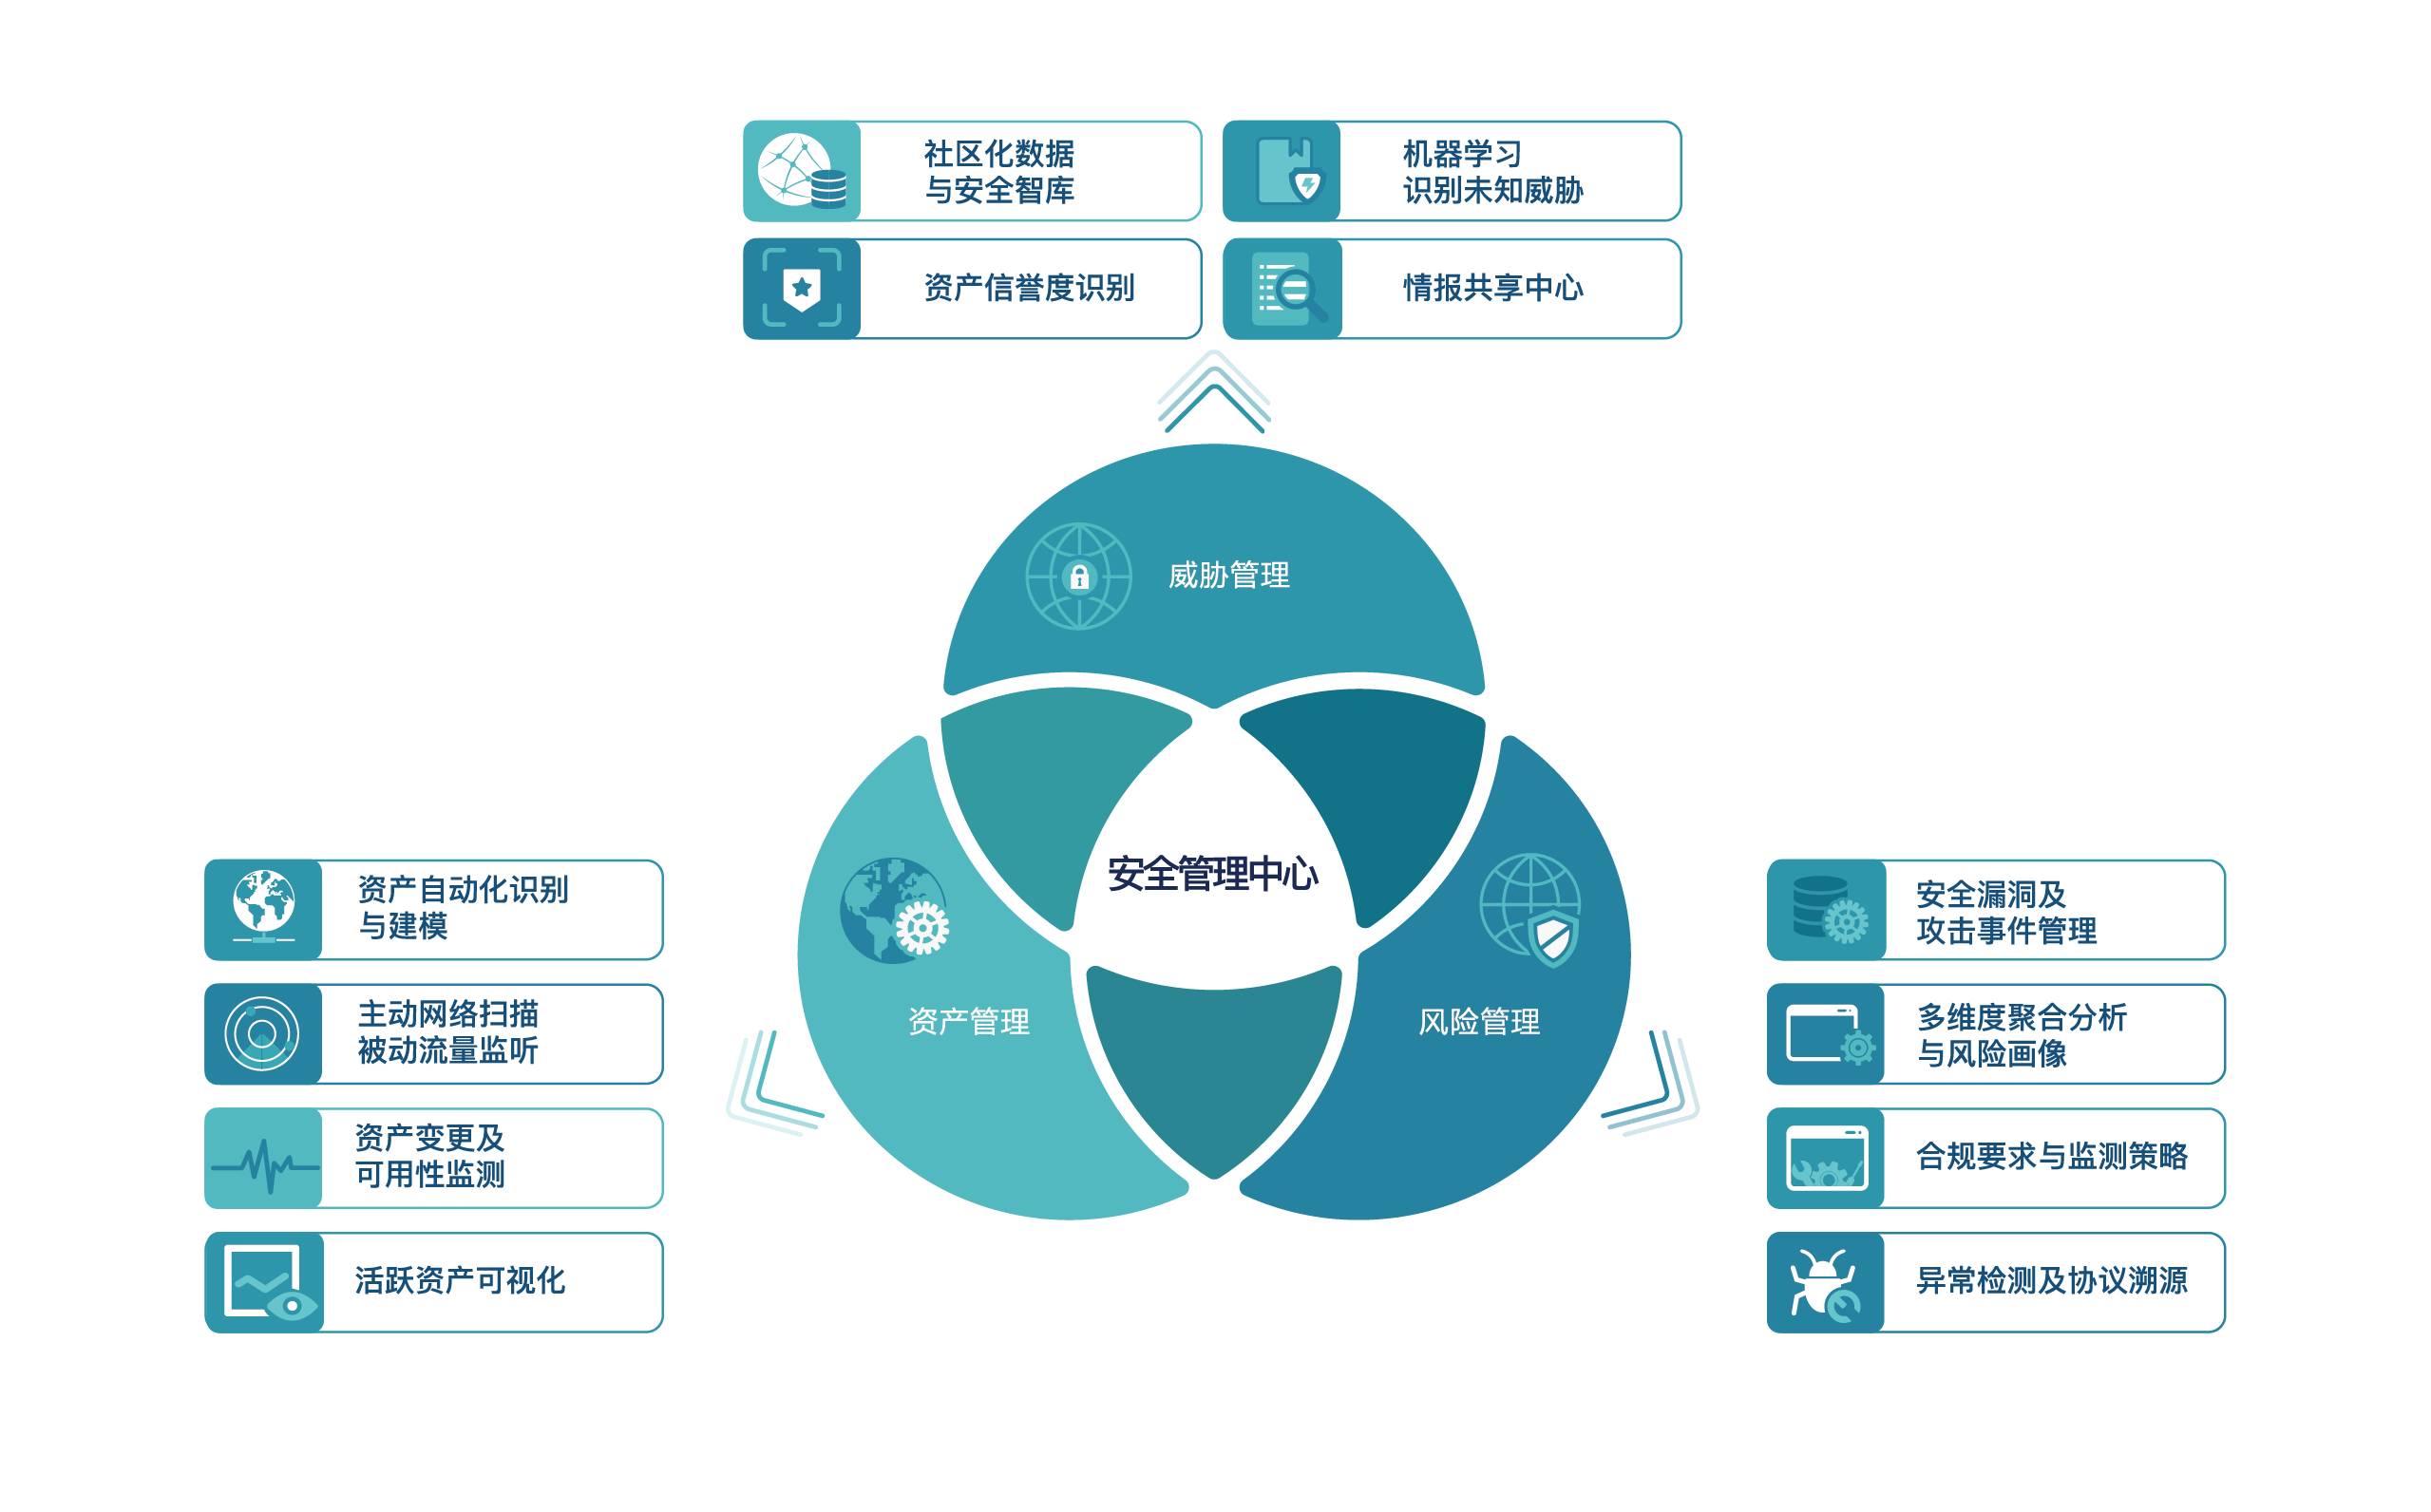 社区化数据
与安全智库
机器学习
识别未知威胁
资产信誉度识别
情报共享中心
威胁管理
安全管理中心
资产管理
风险管理
资产自动化识别
与建模
主动网络扫描
被动流量监听
资产变更及
可用性监测
活跃资产可视化
安全漏洞及
攻击事件管理
多维度聚合分析
与风险画像
合规要求与监测策略
异常检测及协议溯源